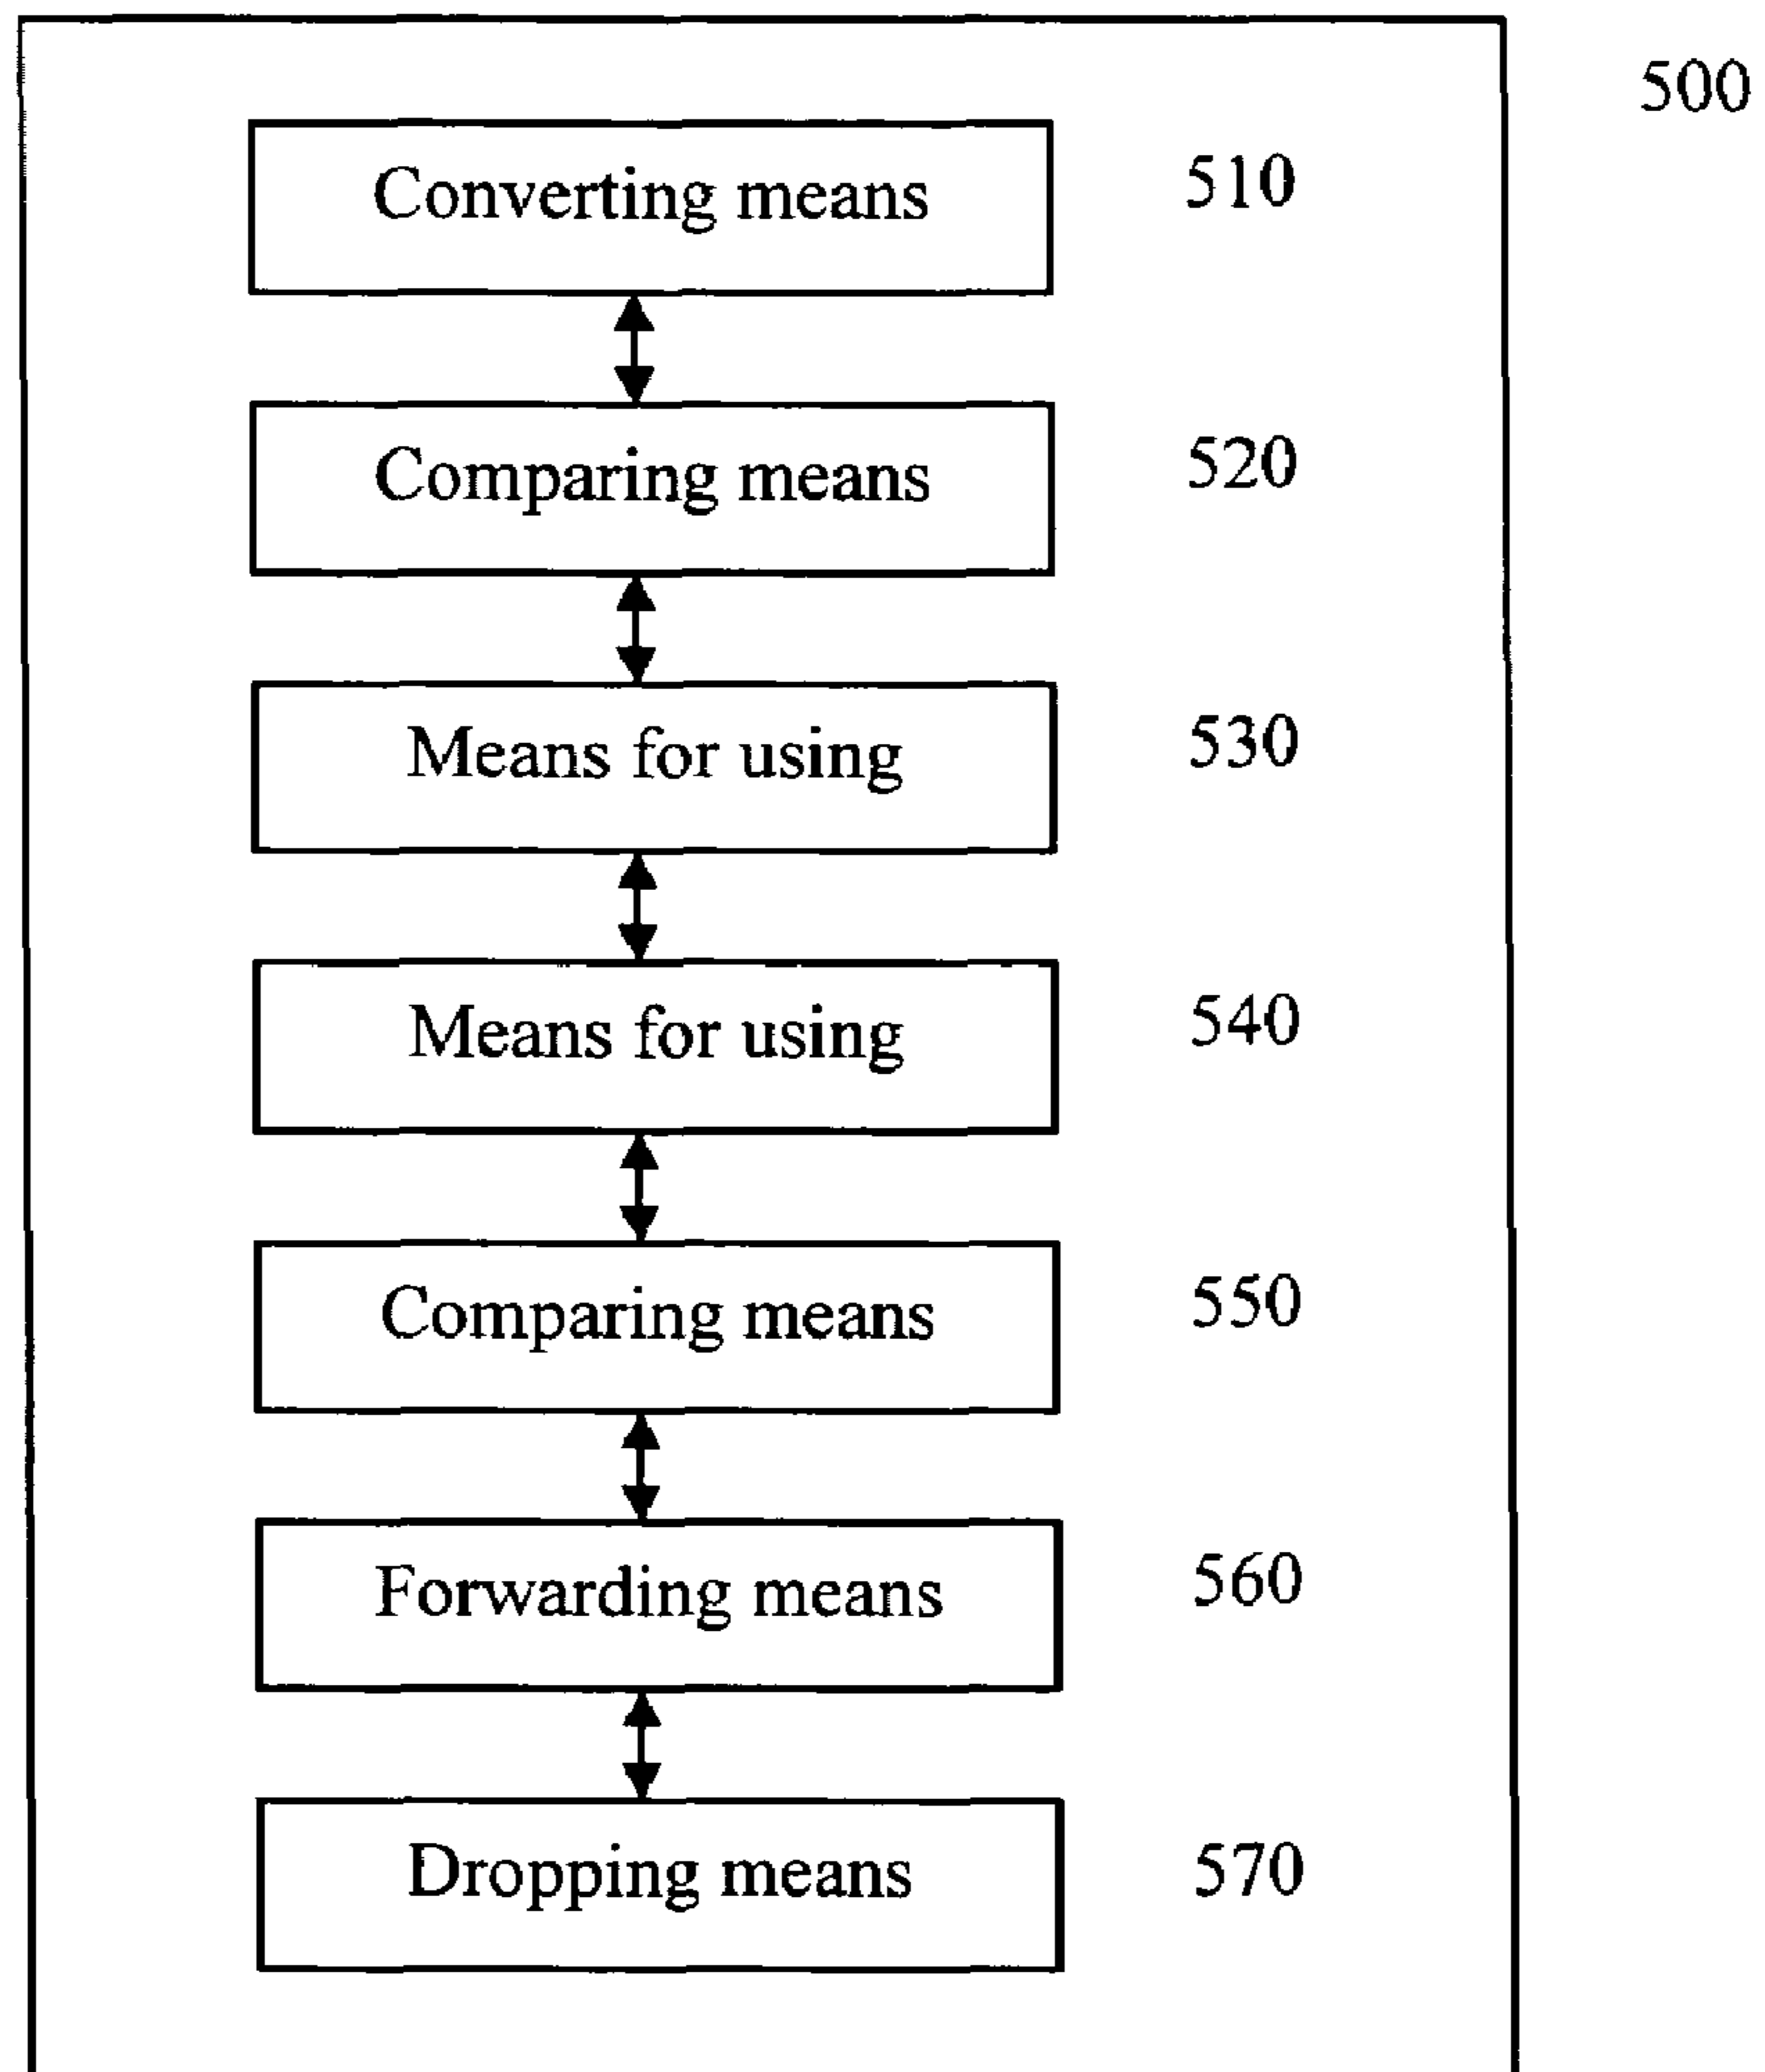 500
Converting means 510
Comparing means 520
Means for using 530
Means for using 540
Comparing means 550
Forwarding means 560
Dropping means 570